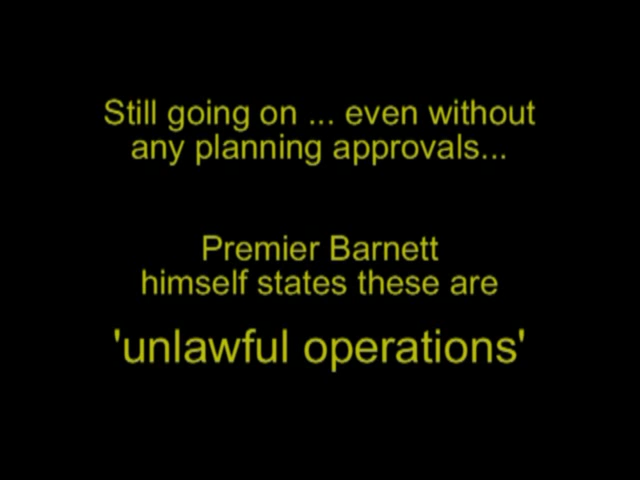 Still going on ... even without
any planning approvals...
Premier Barnett
himself states these are
'unlawful operations'